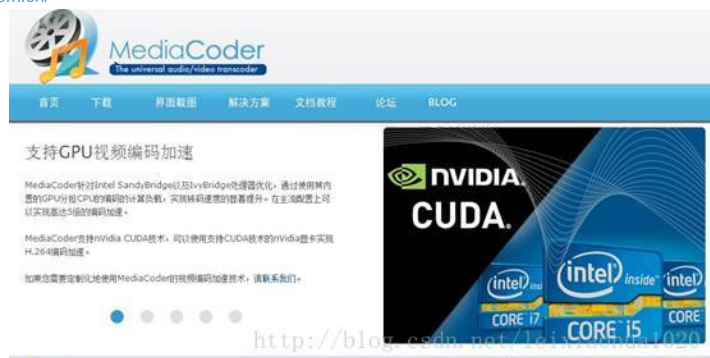 MediaCoder
The universal audio/video transcoder
首页 下载 界面截图 解决方案 文档教程 论坛 BLOG
支持GPU视频编码加速
MediaCoder针对Intel SandyBridge以及IvyBridge处理器优化，通过使用其内
置的GPU分担CPU的编码的计算负载，实现转码速度的显著提升。在主流配置上可
以实现高达5倍的编码加速。
MediaCoder支持nVidia CUDA技术，可以使用支持CUDA技术的nVidia显卡实现
H.264编码加速。
如果您需要定制化地使用MediaCoder的视频编码加速技术，请联系我们。
NVIDIA.
CUDA.
intel inside
CORE i7
intel inside
CORE i5
intel
CORE
http://blog.csdn.net/leixiaohua1020